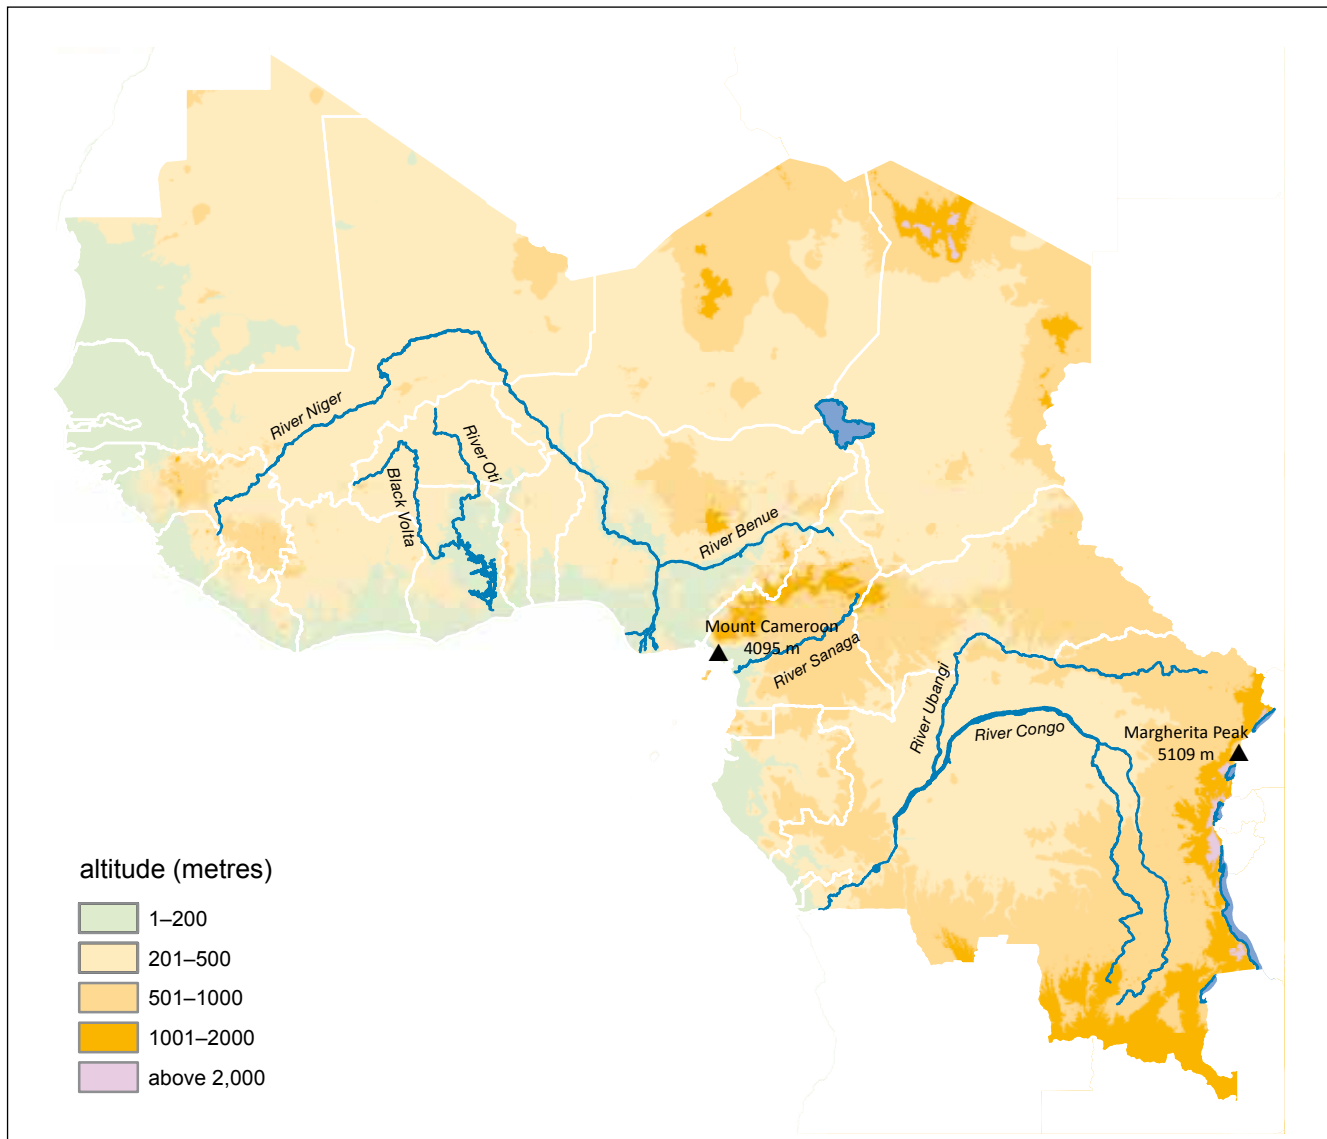 River Niger
River Oti
Black Volta
River Benue
Mount Cameroon
4095 m
River Sanaga
River Ubangi
River Congo
Margherita Peak
5109 m
altitude (metres)
1–200
201–500
501–1000
1001–2000
above 2,000